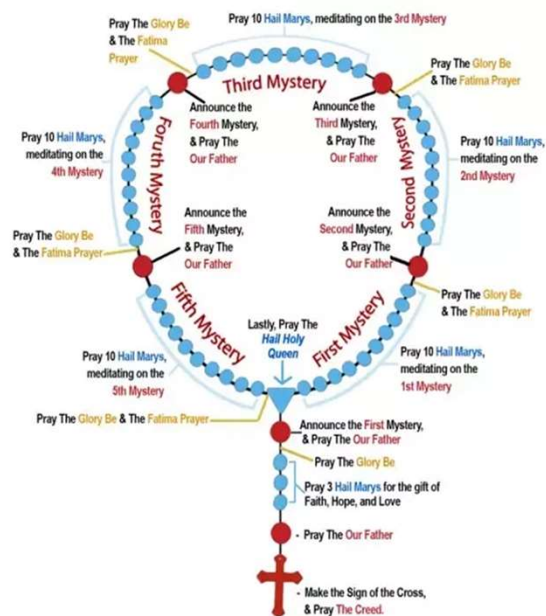 Pray The Glory Be
& The Fatima
Prayer
Pray 10 Hail Marys, meditating on the 3rd Mystery
Pray The Glory Be
& The Fatima Prayer
Third Mystery
Announce the
Fourth Mystery,
& Pray The
Our Father
Announce the
Third Mystery,
& Pray The
Our Father
Pray 10 Hail Marys,
meditating on the
4th Mystery
Foruth Mystery
Second Mystery
Pray 10 Hail Marys,
meditating on the
2nd Mystery
Announce the
Fifth Mystery,
& Pray The
Our Father
Announce the
Second Mystery,
& Pray The
Our Father
Pray The Glory Be
& The Fatima Prayer
Pray The Glory Be
& The Fatima Prayer
Fifth Mystery
Lastly, Pray The
Hail Holy
Queen
First Mystery
Pray 10 Hail Marys,
meditating on the
5th Mystery
Pray 10 Hail Marys,
meditating on the
1st Mystery
Pray The Glory Be & The Fatima Prayer
Announce the First Mystery,
& Pray The Our Father
Pray The Glory Be
Pray 3 Hail Marys for the gift of
Faith, Hope, and Love
- Pray The Our Father
- Make the Sign of the Cross,
& Pray The Creed.